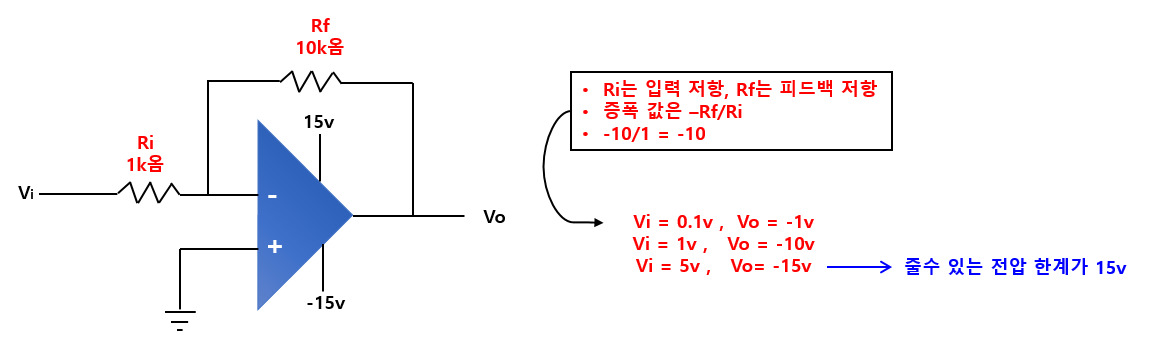 Rf
10k옴
15v
Ri
1k옴
Vi
-
+
Vo
-15v
• Ri는 입력 저항, Rf는 피드백 저항
• 증폭 값은 –Rf/Ri
• -10/1 = -10
Vi = 0.1v , Vo = -1v
Vi = 1v , Vo = -10v
Vi = 5v , Vo= -15v
줄수 있는 전압 한계가 15v